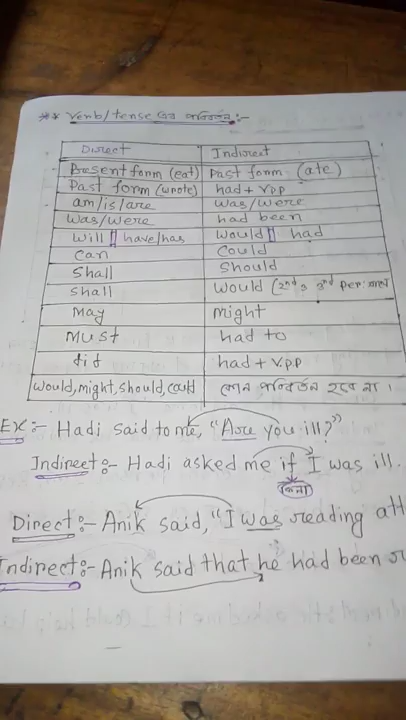 ** Verb/tense এর পরিবর্তন :-
Direct Indirect
Present form (eat) Past form (ate)
Past form (wrote) had + v.p.p
am/is/are was/were
was/were had been
will || have/has would || had
can could
shall should
shall would (2nd ও 3rd per:
May might
Must had to
did had + v.p.p
would, might, should, could কোন পরিবর্তন হবে না।
EX:- Hadi said to me, "Are you ill?"
Indirect:- Hadi asked me if I was ill.
কিনা
Direct:- Anik said, "I was reading
Indirect:- Anik said that he had been